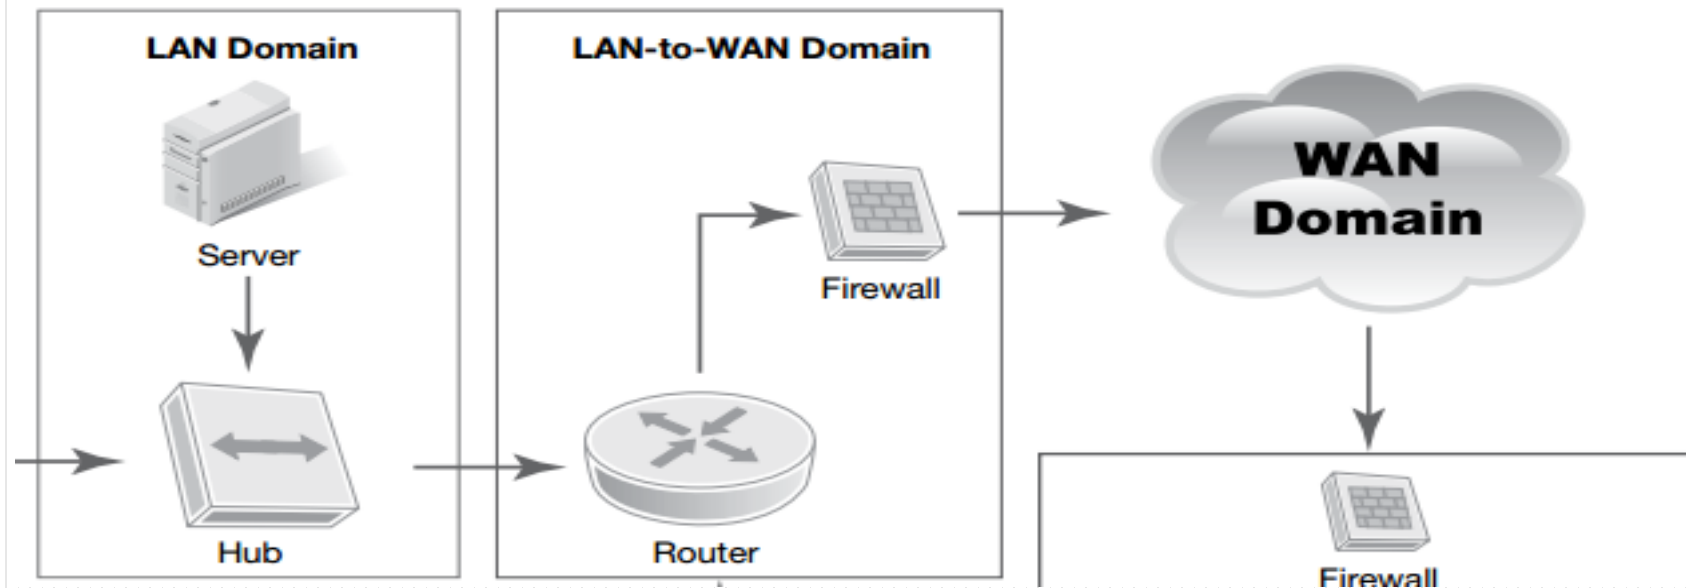 LAN Domain
LAN-to-WAN Domain
WAN
Domain
Server
Firewall
Hub
Router
Firewall